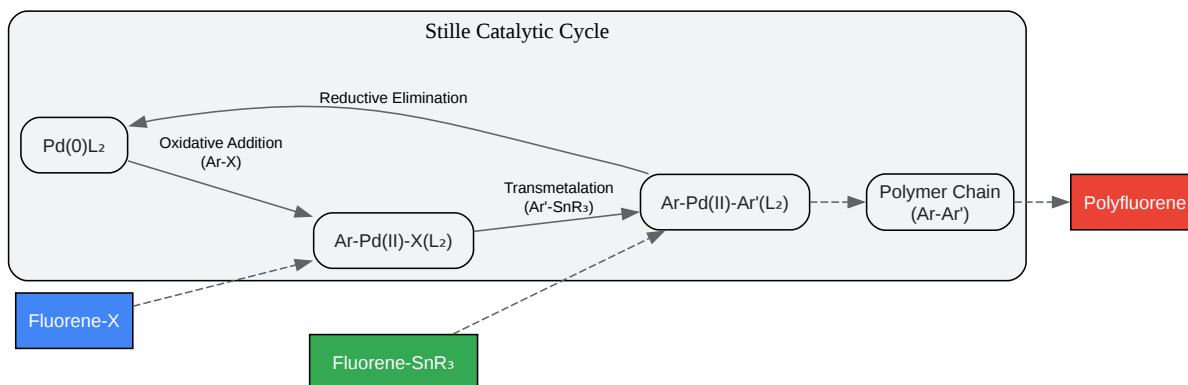 Stille Catalytic Cycle
Reductive Elimination
Pd(0)L₂
Oxidative Addition
(Ar-X)
Transmetalation
(Ar'-SnR₃)
Ar-Pd(II)-X(L₂)
Ar-Pd(II)-Ar'(L₂)
Polymer Chain
(Ar-Ar')
Polyfluorene
Fluorene-X
Fluorene-SnR₃